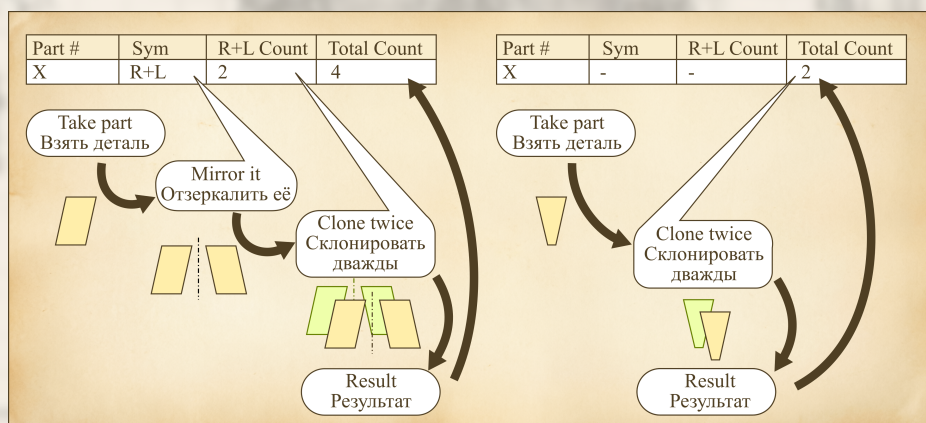 Part # Sym R+L Count Total Count
X R+L 2 4
Take part
Взять деталь
Mirror it
Отзеркалить её
Clone twice
Склонировать
дважды
Result
Результат
Part # Sym R+L Count Total Count
X - - 2
Take part
Взять деталь
Clone twice
Склонировать
дважды
Result
Результат